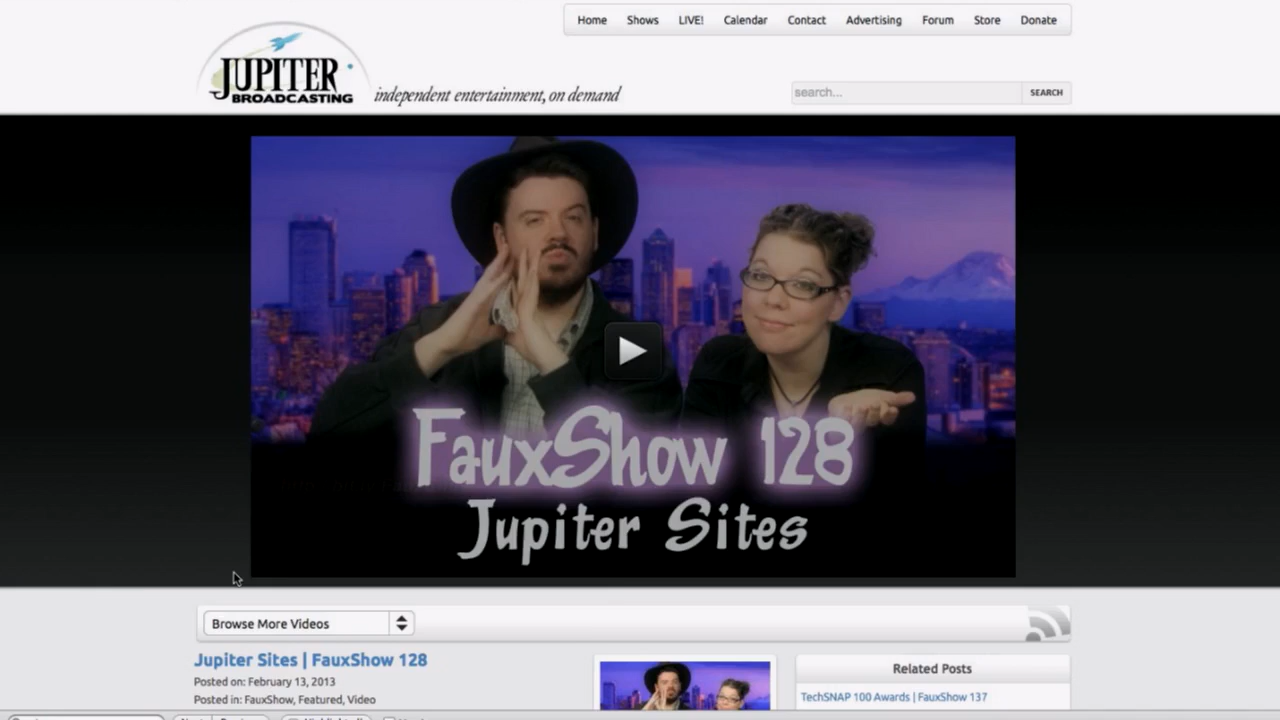 Home Shows LIVE! Calendar Contact Advertising Forum Store Donate
JUPITER
BROADCASTING
independent entertainment, on demand
search...
SEARCH
FauxShow 128
Jupiter Sites
Browse More Videos
Jupiter Sites | FauxShow 128
Posted on: February 13, 2013
Posted in: FauxShow, Featured, Video
Related Posts
TechSNAP 100 Awards | FauxShow 137